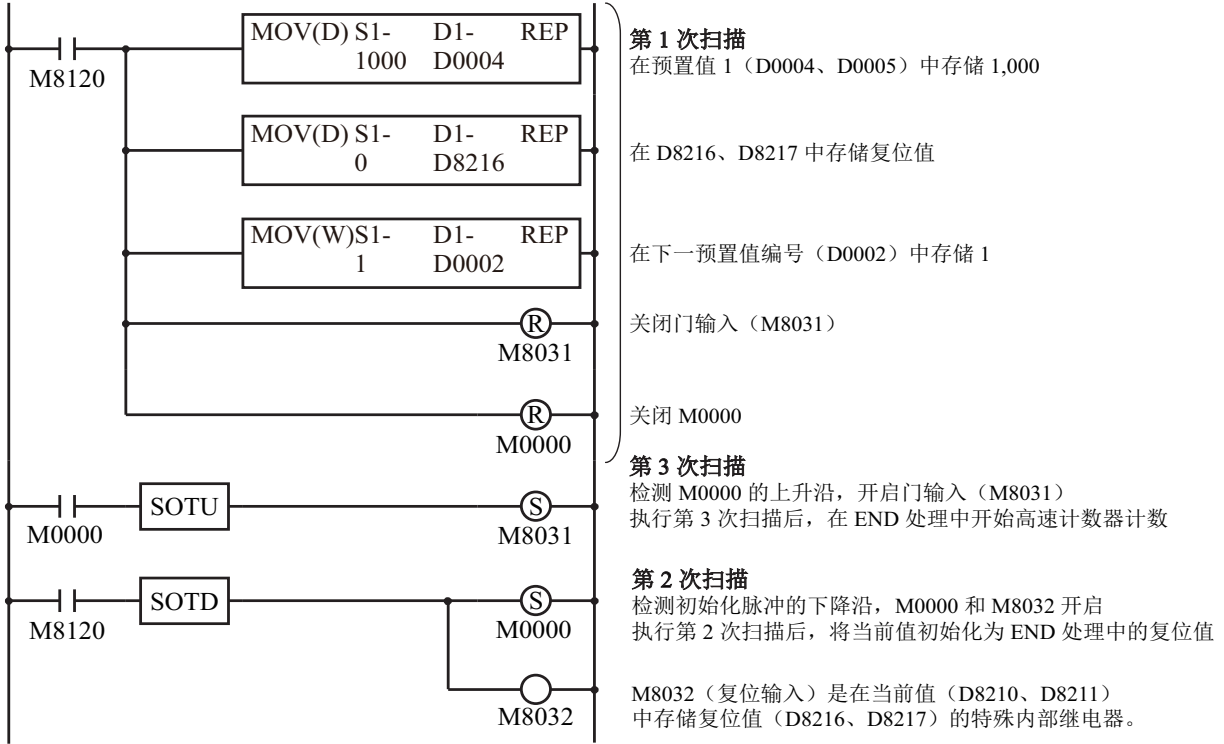 MOV(D) S1- D1- REP
1000 D0004
M8120
第 1 次扫描
在预置值 1（D0004、D0005）中存储 1,000
MOV(D) S1- D1- REP
0 D8216
在 D8216、D8217 中存储复位值
MOV(W)S1- D1- REP
1 D0002
在下一预置值编号（D0002）中存储 1
R
M8031
关闭门输入（M8031）
R
M0000
关闭 M0000
M0000
SOTU
S
M8031
第 3 次扫描
检测 M0000 的上升沿，开启门输入（M8031）
执行第 3 次扫描后，在 END 处理中开始高速计数器计数
M8120
SOTD
S
M0000
第 2 次扫描
检测初始化脉冲的下降沿，M0000 和 M8032 开启
执行第 2 次扫描后，将当前值初始化为 END 处理中的复位值
M8032
M8032（复位输入）是在当前值（D8210、D8211）
中存储复位值（D8216、D8217）的特殊内部继电器。